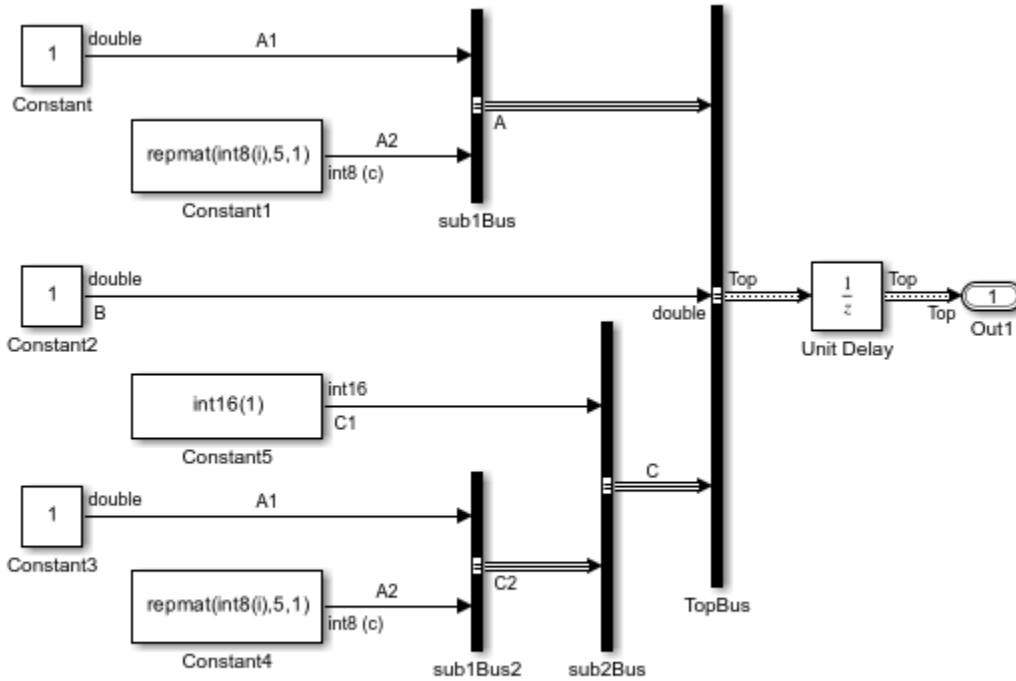 1
double
A1
Constant
repmat(int8(i),5,1)
A2
int8 (c)
Constant1
A
sub1Bus
1
double
B
Constant2
double
Top
1
z
Top
Top
1
Unit Delay
Out1
int16(1)
int16
C1
Constant5
1
double
A1
Constant3
C
repmat(int8(i),5,1)
A2
int8 (c)
Constant4
C2
sub1Bus2
sub2Bus
TopBus